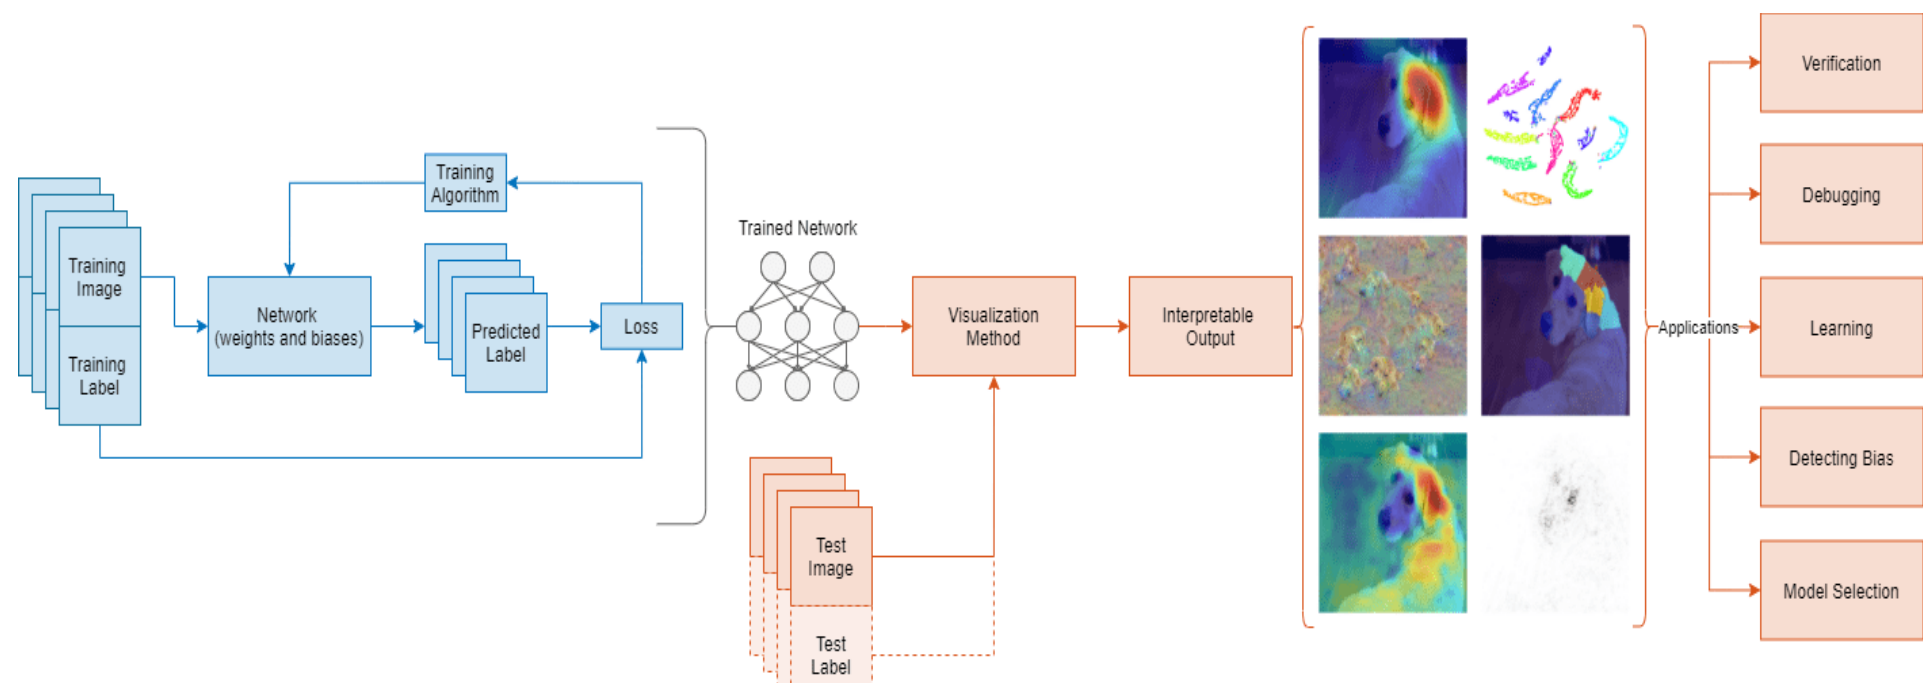 Training
Image
Training
Label
Network
(weights and biases)
Training
Algorithm
Predicted
Label
Loss
Trained Network
Test
Image
Test
Label
Visualization
Method
Interpretable
Output
Applications
Verification
Debugging
Learning
Detecting Bias
Model Selection